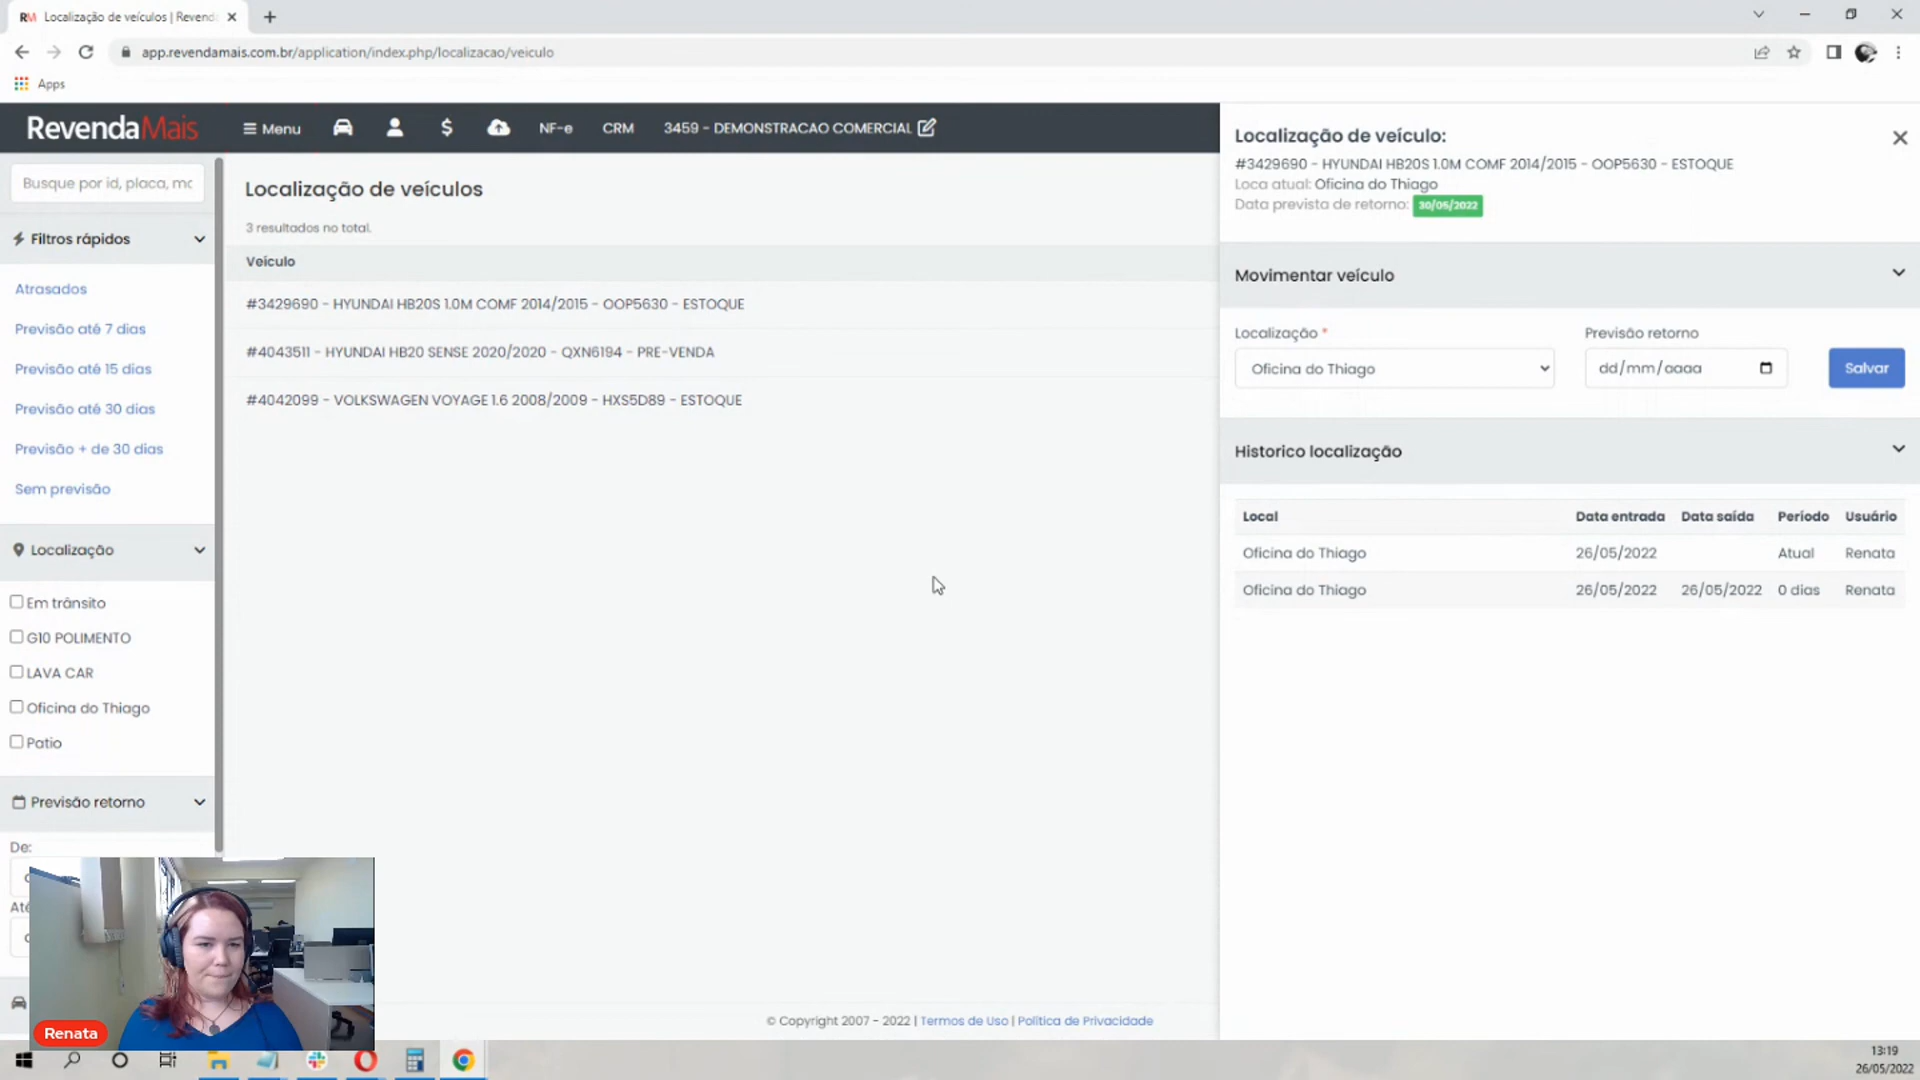 RM Localização de veículos | Revend
app.revendamais.com.br/application/index.php/localizacao/veiculo
Apps
RevendaMais
Menu
$
NF-e
CRM
3459 - DEMONSTRACAO COMERCIAL
Busque por id, placa, mo
Filtros rápidos
Atrasados
Previsão até 7 dias
Previsão até 15 dias
Previsão até 30 dias
Previsão + de 30 dias
Sem previsão
Localização
Em trânsito
G10 POLIMENTO
LAVA CAR
Oficina do Thiago
Patio
Previsão retorno
De:
Até
Localização de veículos
3 resultados no total.
Veículo
#3429690 - HYUNDAI HB20S 1.0M COMF 2014/2015 - OOP5630 - ESTOQUE
#4043511 - HYUNDAI HB20 SENSE 2020/2020 - QXN6194 - PRE-VENDA
#4042099 - VOLKSWAGEN VOYAGE 1.6 2008/2009 - HXS5D89 - ESTOQUE
© Copyright 2007 - 2022 | Termos de Uso | Política de Privacidade
Localização de veículo:
#3429690 - HYUNDAI HB20S 1.0M COMF 2014/2015 - OOP5630 - ESTOQUE
Loca atual: Oficina do Thiago
Data prevista de retorno: 30/05/2022
Movimentar veículo
Localização *
Previsão retorno
Oficina do Thiago
dd/mm/aaaa
Salvar
Historico localização
Local Data entrada Data saída Período Usuário
Oficina do Thiago 26/05/2022 Atual Renata
Oficina do Thiago 26/05/2022 26/05/2022 0 dias Renata
Renata
13:19
26/05/2022